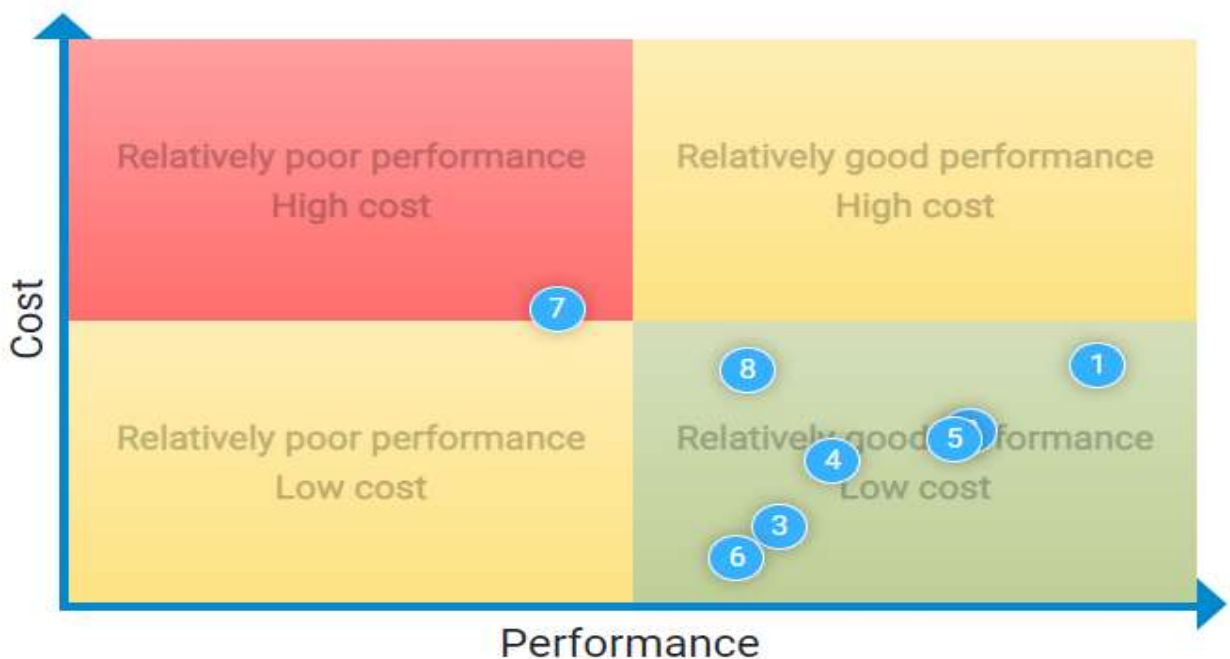 Relatively poor performance
High cost
Relatively good performance
High cost
Cost
7
8
1
Relatively poor performance
Low cost
Relatively good
5
4
Low cost
3
6
Performance